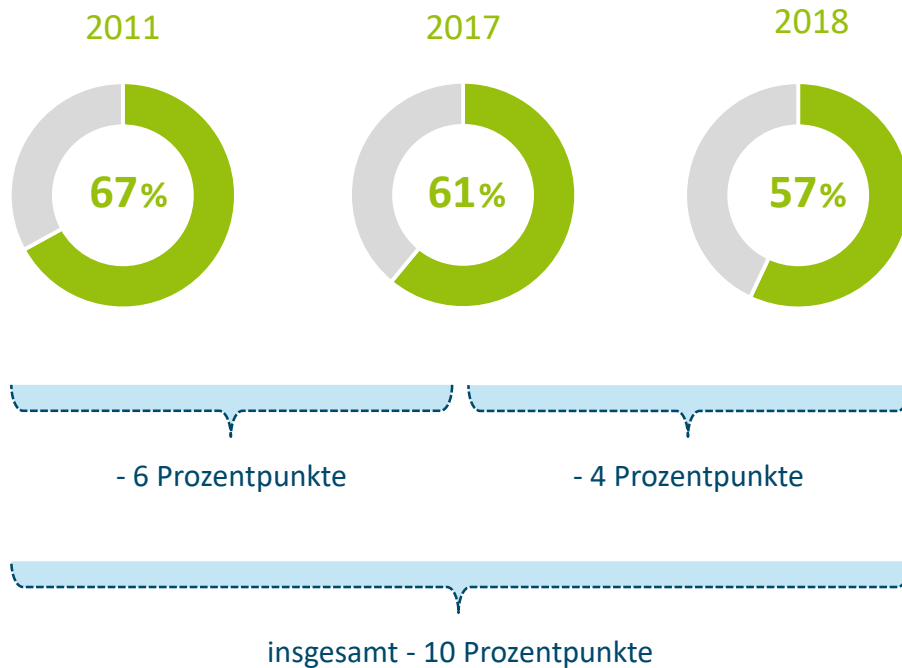 2011
2017
2018
67%
61%
57%
- 6 Prozentpunkte
- 4 Prozentpunkte
insgesamt - 10 Prozentpunkte